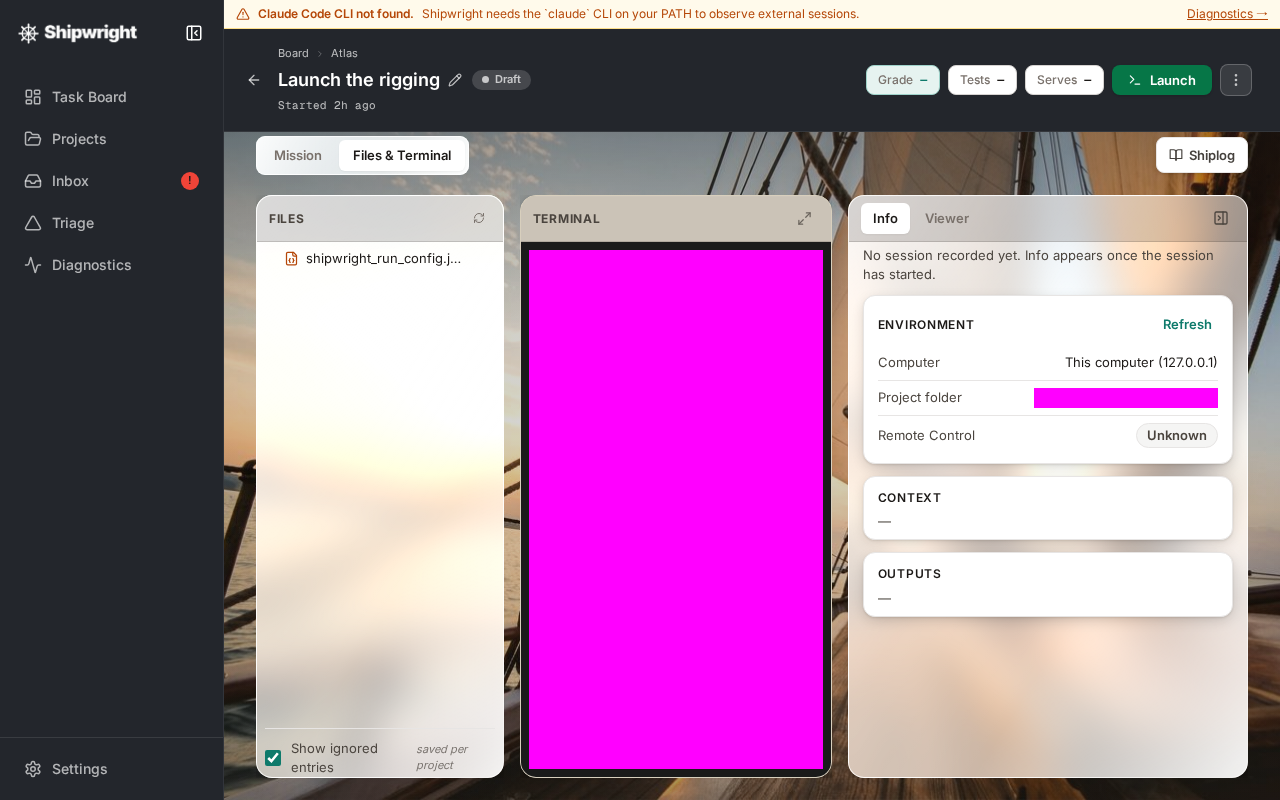 Claude Code CLI not found. Shipwright needs the `claude` CLI on your PATH to observe external sessions.
Diagnostics →
Shipwright
Task Board
Projects
Inbox
!
Triage
Diagnostics
Settings
Board › Atlas
Launch the rigging
Draft
Started 2h ago
Grade –
Tests –
Serves –
Launch
Mission
Files & Terminal
Shiplog
FILES
shipwright_run_config.j...
Show ignored
entries
saved per
project
TERMINAL
Info
Viewer
No session recorded yet. Info appears once the session
has started.
ENVIRONMENT
Refresh
Computer
This computer (127.0.0.1)
Project folder
Remote Control
Unknown
CONTEXT
—
OUTPUTS
—